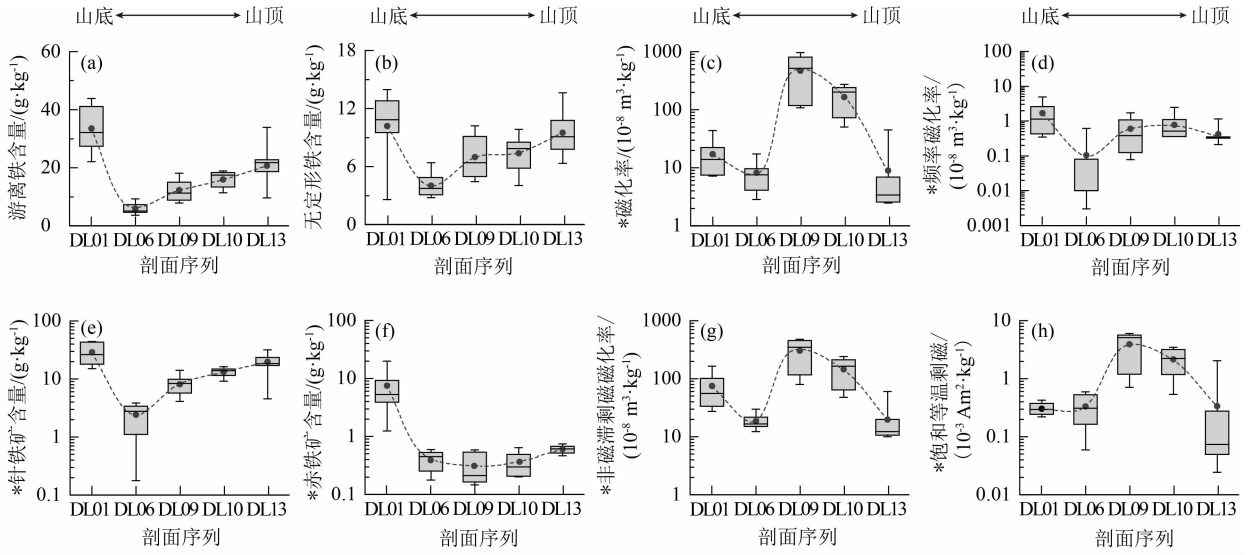 山底 山顶 山底 山顶 山底 山顶 山底 山顶
(a)
游离铁含量/(g·kg⁻¹)
60
40
20
0
DL01 DL06 DL09 DL10 DL13
剖面序列
(b)
无定形铁含量/(g·kg⁻¹)
18
15
12
9
6
3
0
DL01 DL06 DL09 DL10 DL13
剖面序列
(c)
*磁化率/(10⁻⁸ m³·kg⁻¹)
1000
100
10
1
DL01 DL06 DL09 DL10 DL13
剖面序列
(d)
*频率磁化率/
(10⁻⁸ m³·kg⁻¹)
100
10
1
0.1
0.01
0.001
DL01 DL06 DL09 DL10 DL13
剖面序列
(e)
*针铁矿含量/(g·kg⁻¹)
100
10
1
0.1
DL01 DL06 DL09 DL10 DL13
剖面序列
(f)
*赤铁矿含量/(g·kg⁻¹)
100
10
1
0.1
DL01 DL06 DL09 DL10 DL13
剖面序列
(g)
*非磁滞剩磁磁化率/
(10⁻⁸ m³·kg⁻¹)
1000
100
10
1
DL01 DL06 DL09 DL10 DL13
剖面序列
(h)
*饱和等温剩磁/
(10⁻³ Am²·kg⁻¹)
10
1
0.1
0.01
DL01 DL06 DL09 DL10 DL13
剖面序列